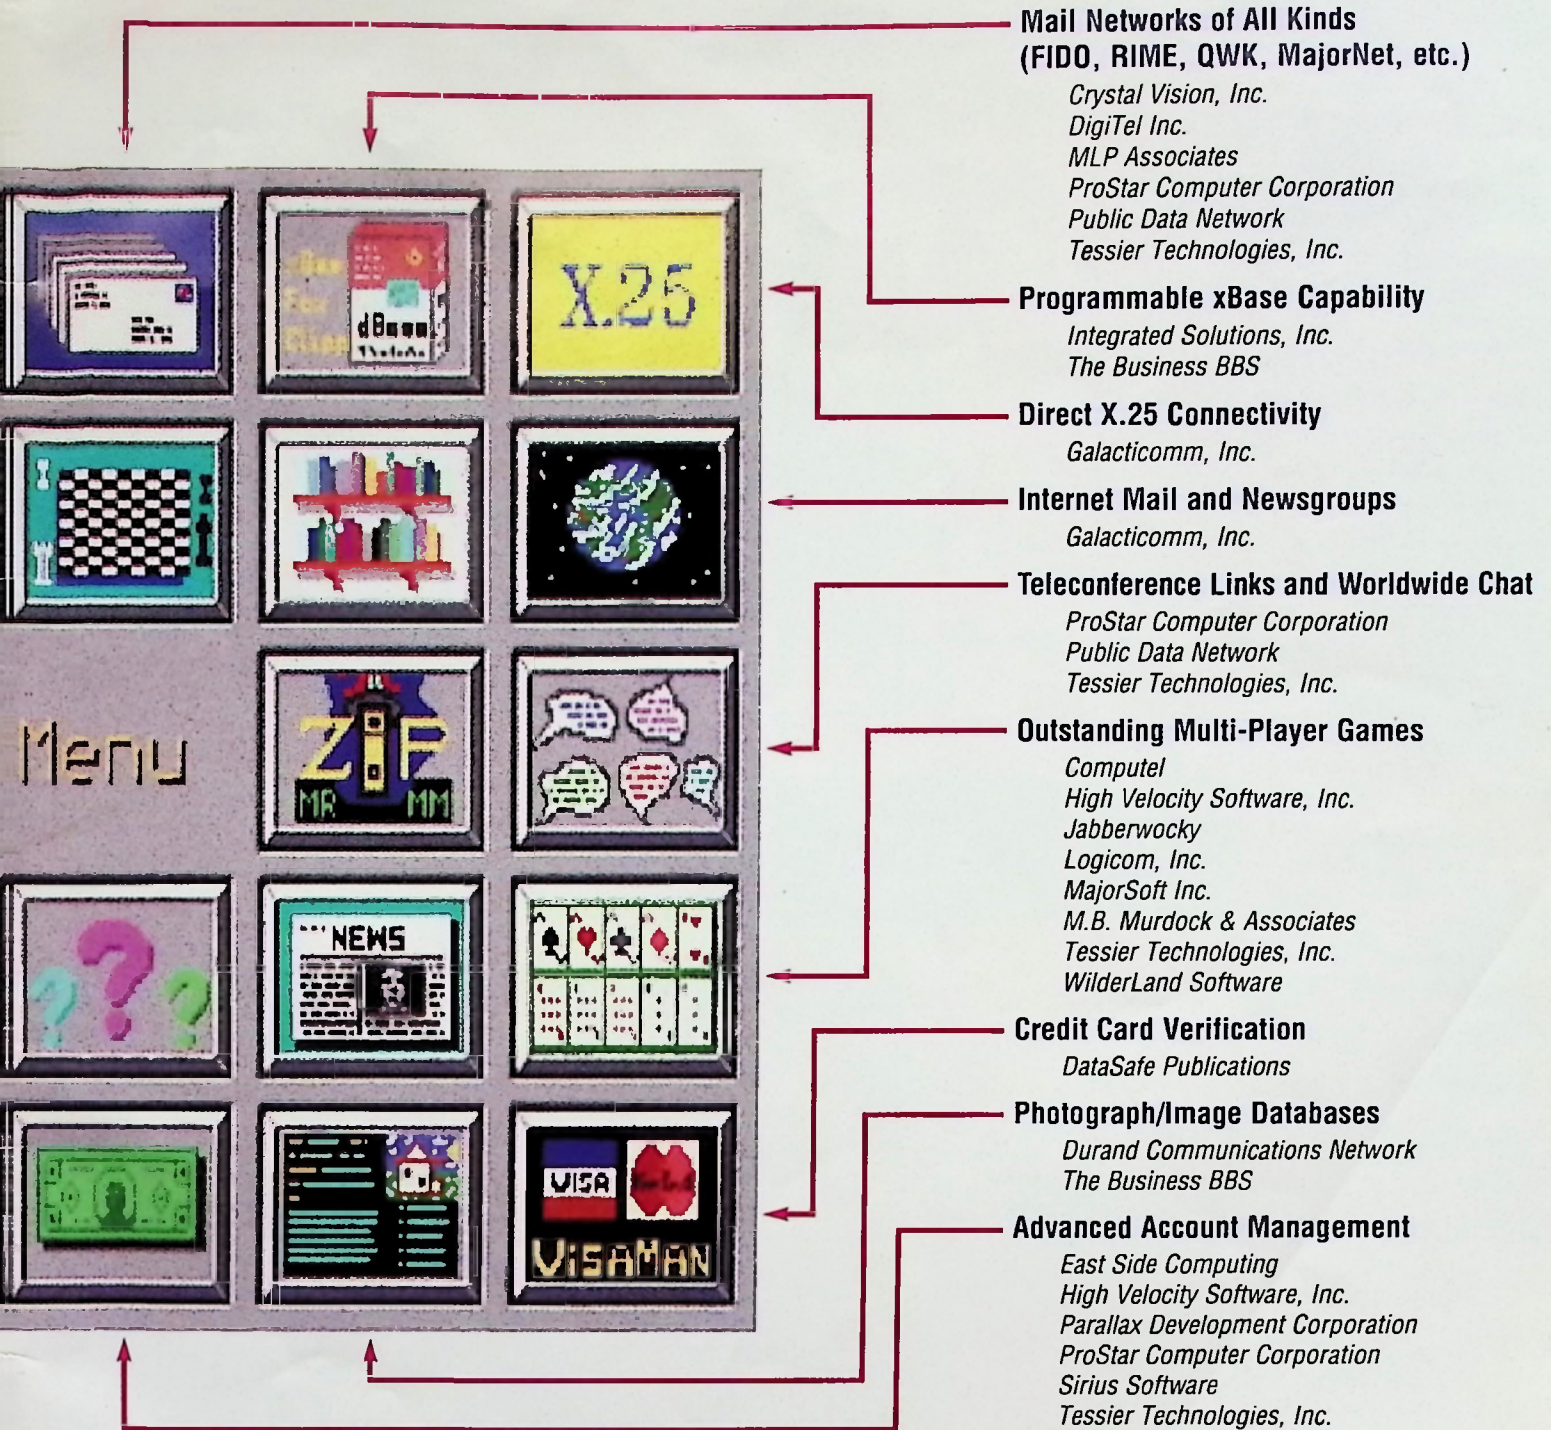 Mail Networks of All Kinds
(FIDO, RIME, QWK, MajorNet, etc.)
Crystal Vision, Inc.
DigiTel Inc.
MLP Associates
ProStar Computer Corporation
Public Data Network
Tessier Technologies, Inc.
Programmable xBase Capability
Integrated Solutions, Inc.
The Business BBS
Direct X.25 Connectivity
Galacticomm, Inc.
Internet Mail and Newsgroups
Galacticomm, Inc.
Teleconference Links and Worldwide Chat
ProStar Computer Corporation
Public Data Network
Tessier Technologies, Inc.
Outstanding Multi-Player Games
Computel
High Velocity Software, Inc.
Jabberwocky
Logicom, Inc.
MajorSoft Inc.
M.B. Murdock & Associates
Tessier Technologies, Inc.
WilderLand Software
Credit Card Verification
DataSafe Publications
Photograph/Image Databases
Durand Communications Network
The Business BBS
Advanced Account Management
East Side Computing
High Velocity Software, Inc.
Parallax Development Corporation
ProStar Computer Corporation
Sirius Software
Tessier Technologies, Inc.
X.25
Menu
ZIP
MR MM
? ? ?
NEWS
VISA
VISAMAN